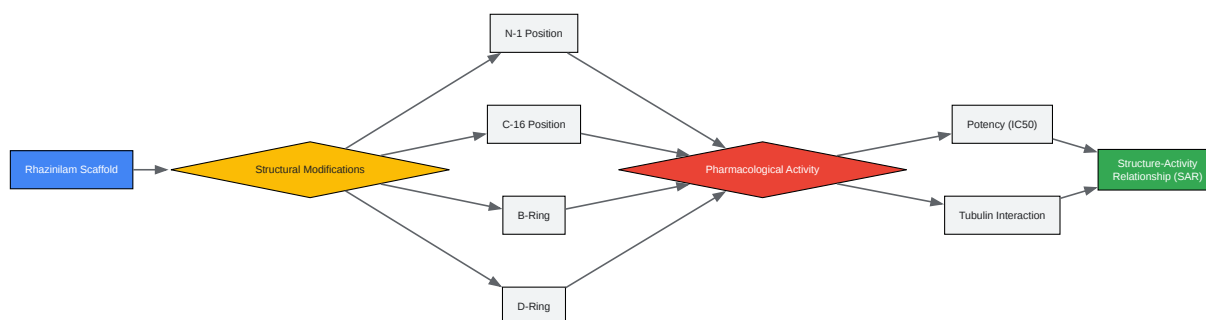 Rhazinilam Scaffold
Structural Modifications
N-1 Position
C-16 Position
B-Ring
D-Ring
Pharmacological Activity
Potency (IC50)
Tubulin Interaction
Structure-Activity
Relationship (SAR)